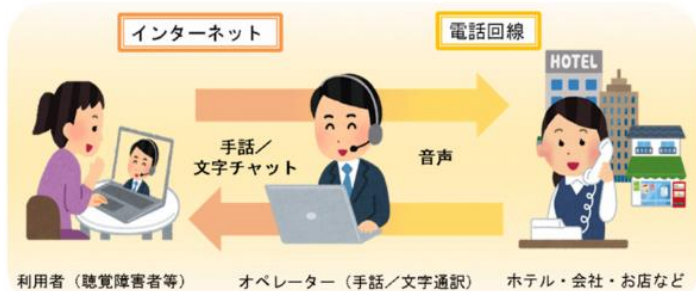 インターネット
電話回線
HOTEL
手話／
文字チャット
音声
利用者（聴覚障害者等）
オペレーター（手話／文字通訳）
ホテル・会社・お店など